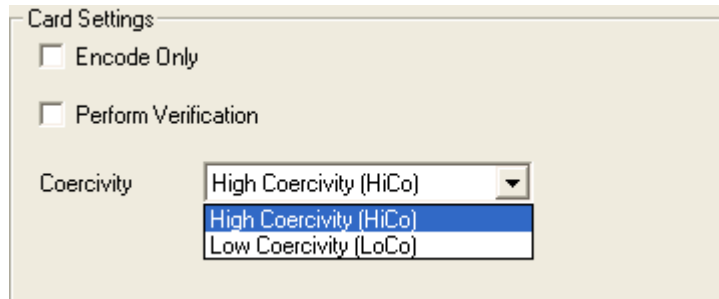 Card Settings
Encode Only
Perform Verification
Coercivity High Coercivity (HiCo)
High Coercivity (HiCo)
Low Coercivity (LoCo)